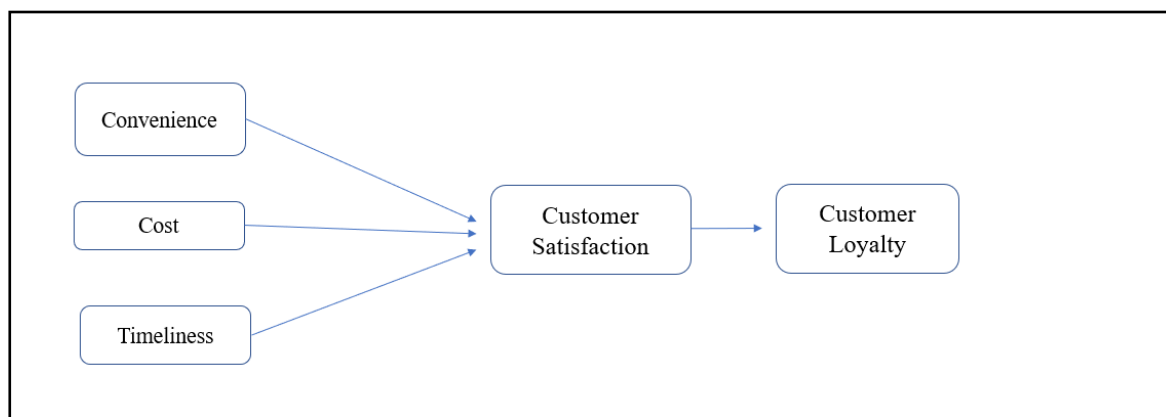 Convenience
Cost
Timeliness
Customer
Satisfaction
Customer
Loyalty